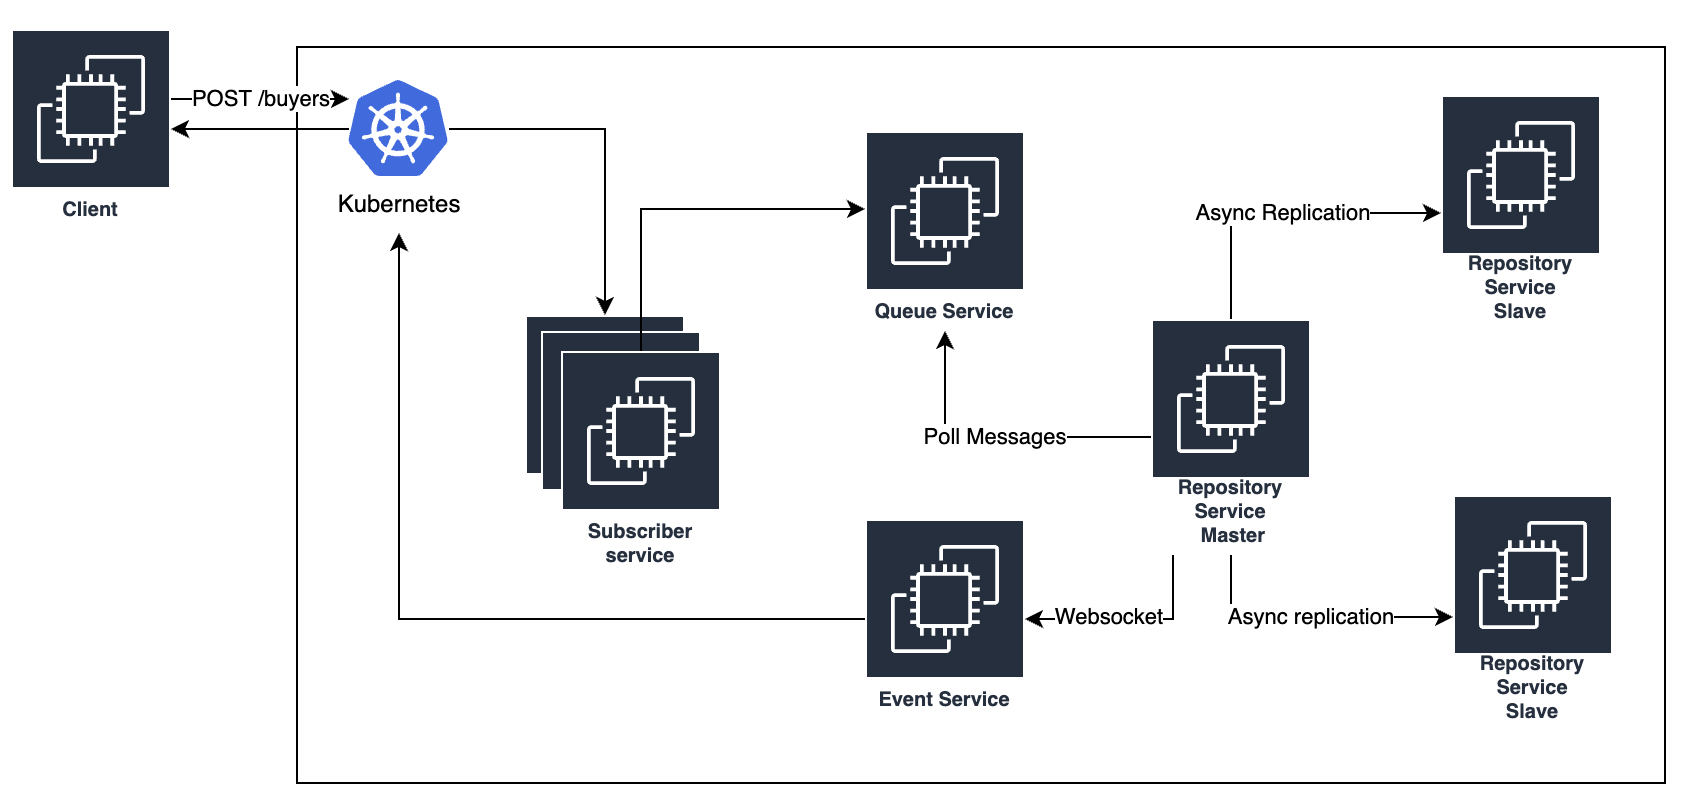 POST /buyers
Client
Kubernetes
Queue Service
Async Replication
Repository
Service
Slave
Poll Messages
Repository
Service
Master
Subscriber
service
Websocket
Async replication
Event Service
Repository
Service
Slave